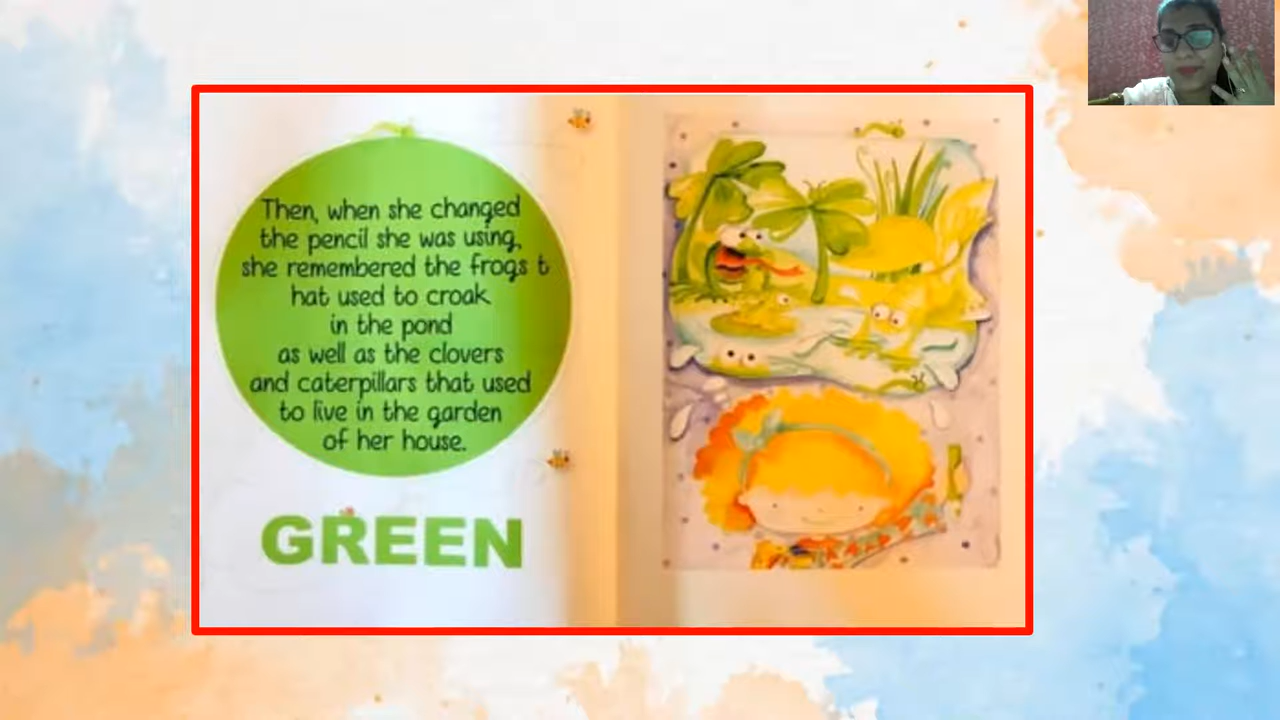 Then, when she changed
the pencil she was using,
she remembered the frogs t
hat used to croak
in the pond
as well as the clovers
and caterpillars that used
to live in the garden
of her house.
GREEN